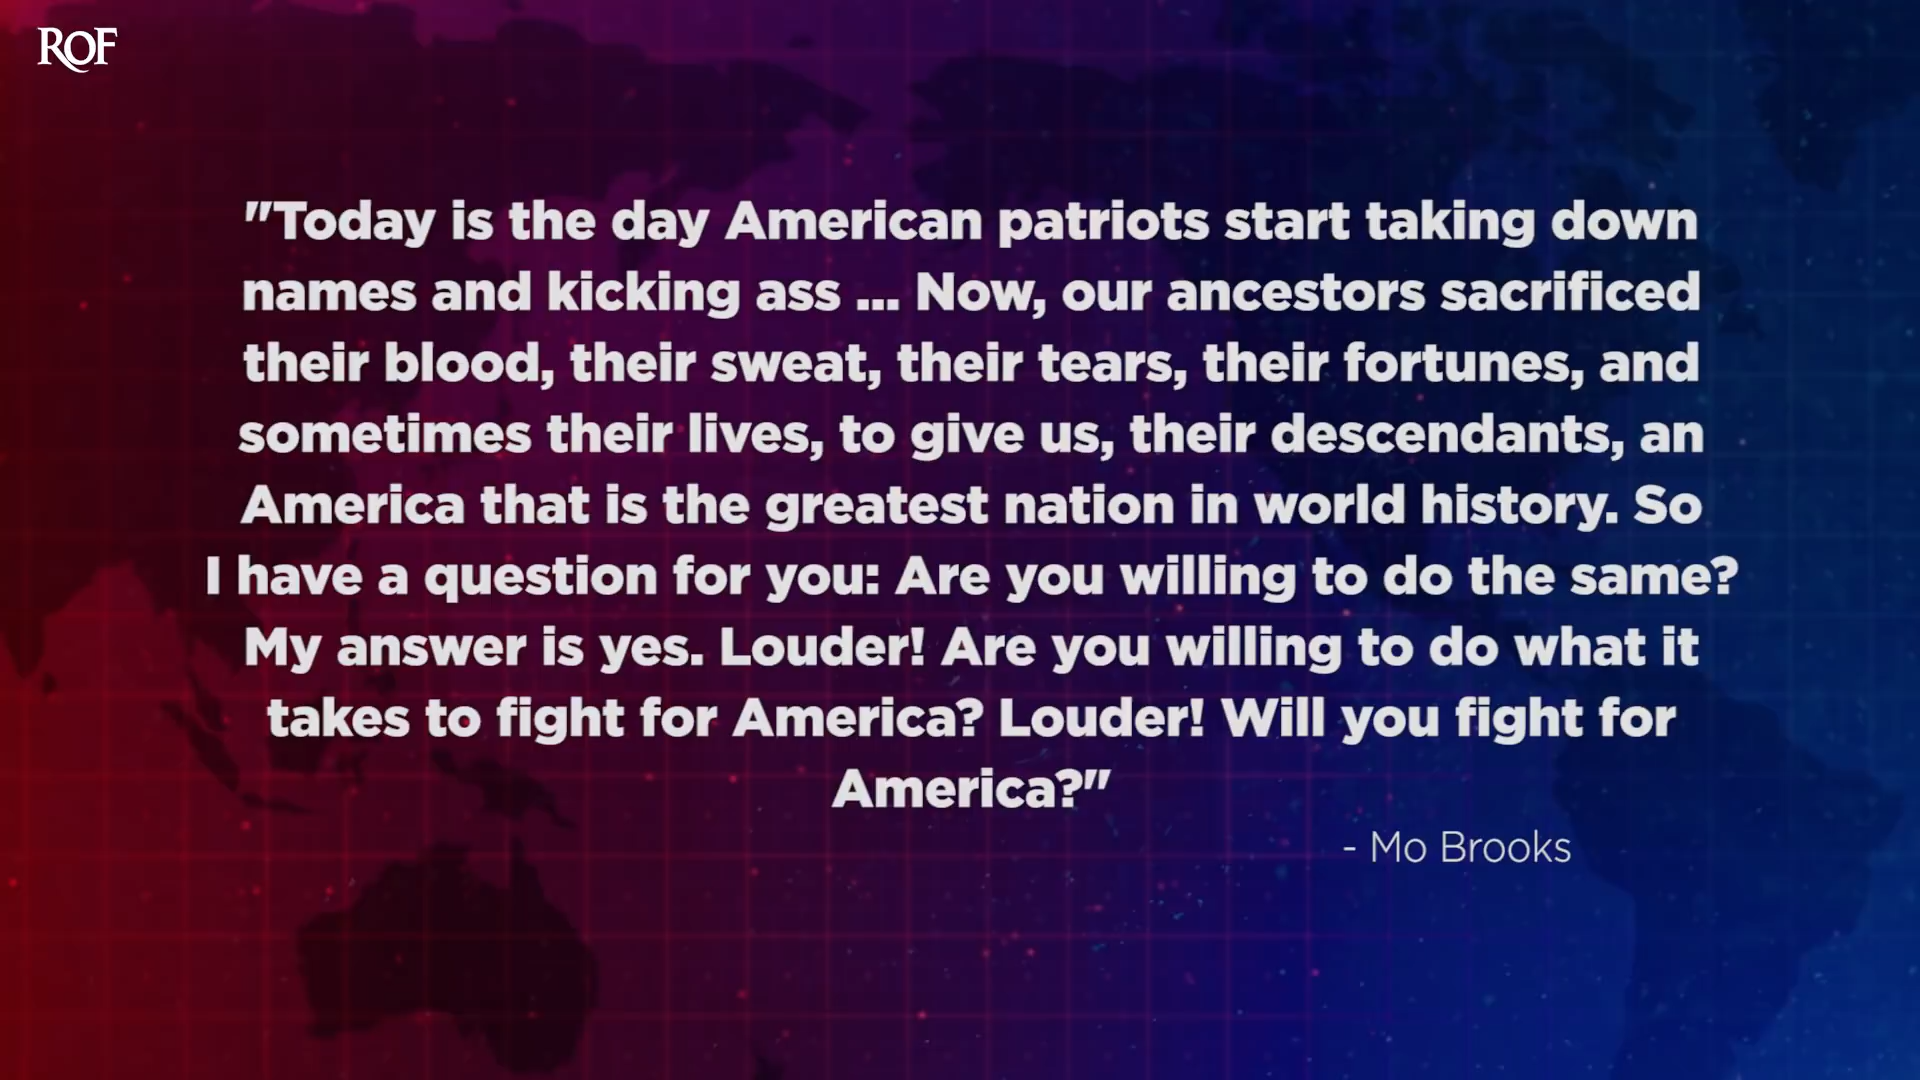 ROF
"Today is the day American patriots start taking down
names and kicking ass ... Now, our ancestors sacrificed
their blood, their sweat, their tears, their fortunes, and
sometimes their lives, to give us, their descendants, an
America that is the greatest nation in world history. So
I have a question for you: Are you willing to do the same?
My answer is yes. Louder! Are you willing to do what it
takes to fight for America? Louder! Will you fight for
America?"
- Mo Brooks